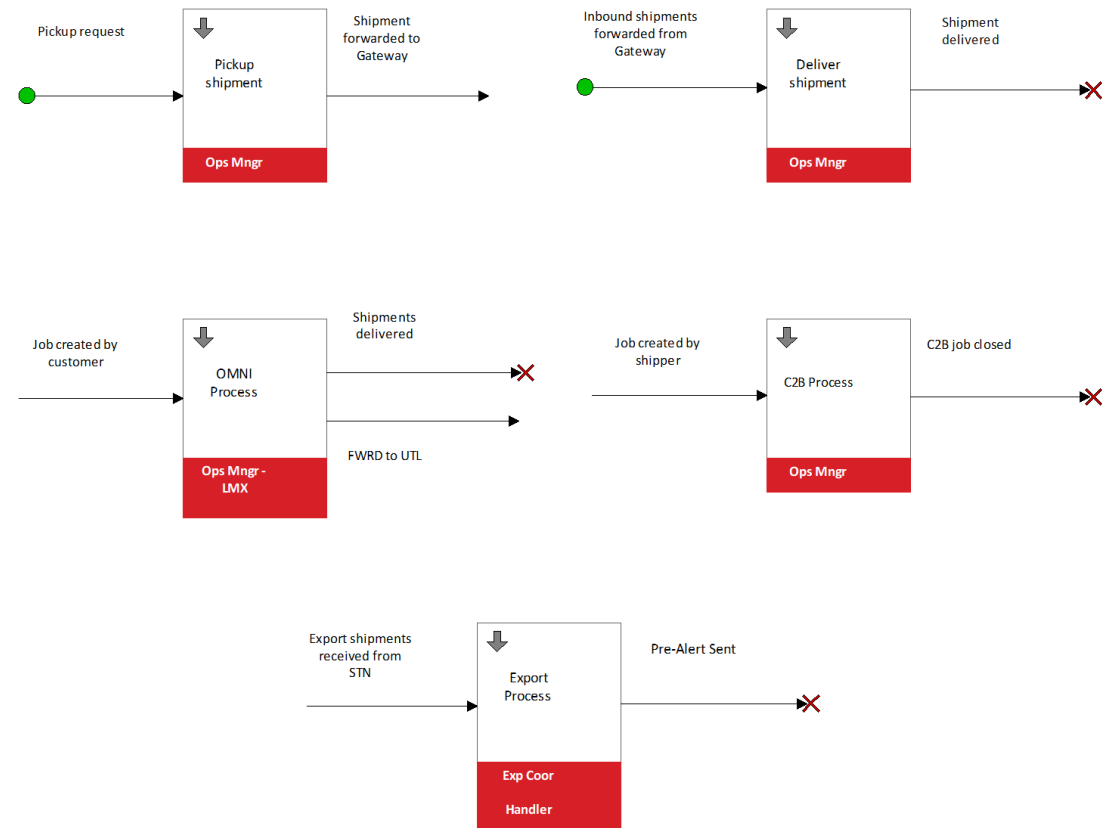 Pickup request
Shipment
forwarded to
Gateway
Pickup
shipment
Ops Mngr
Inbound shipments
forwarded from
Gateway
Deliver
shipment
Shipment
delivered
Ops Mngr
Job created by
customer
OMNI
Process
Shipments
delivered
FWRD to UTL
Ops Mngr -
LMX
Job created by
shipper
C2B Process
C2B job closed
Ops Mngr
Export shipments
received from
STN
Export
Process
Pre-Alert Sent
Exp Coor
Handler